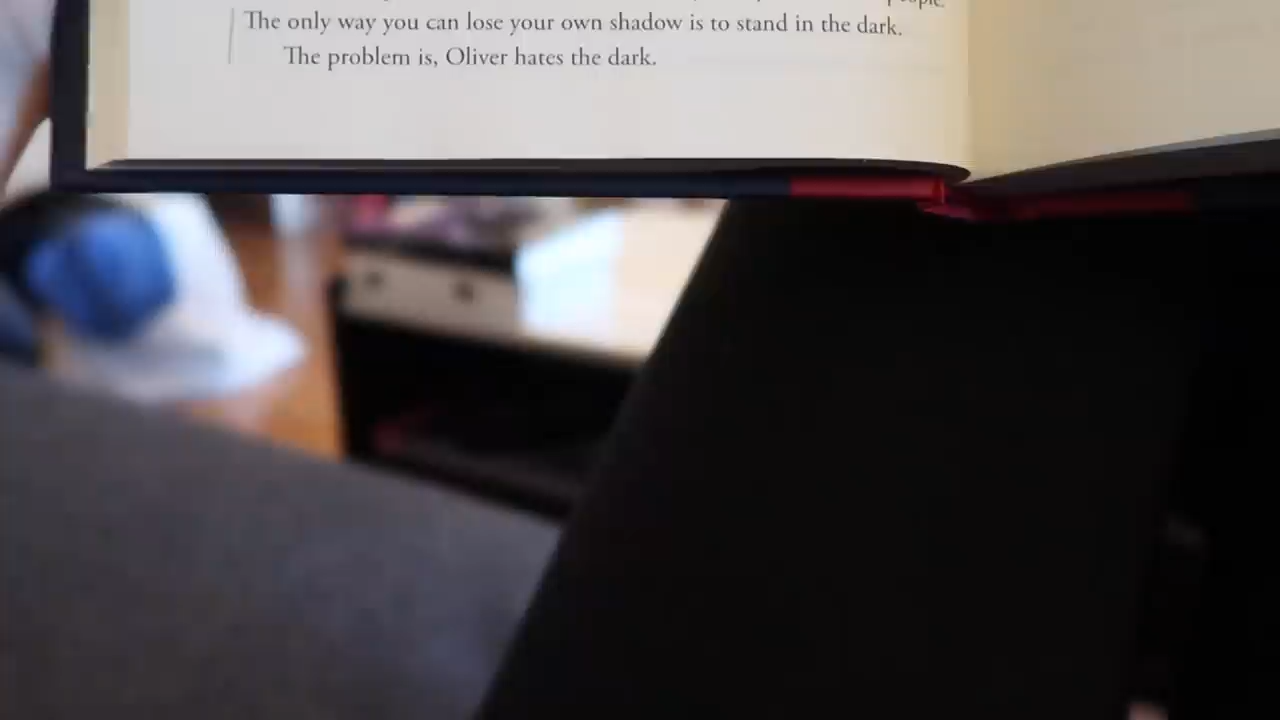 The only way you can lose your own shadow is to stand in the dark.
The problem is, Oliver hates the dark.